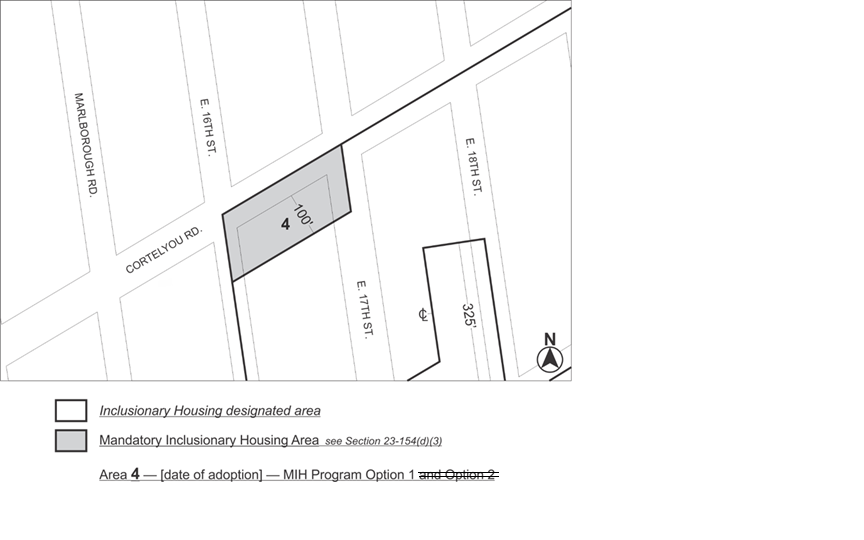 MARLBOROUGH RD.
E. 16TH ST.
E. 18TH ST.
CORTELYOU RD.
4
100'
E. 17TH ST.
℄
325'
N
Inclusionary Housing designated area
Mandatory Inclusionary Housing Area see Section 23-154(d)(3)
Area 4 — [date of adoption] — MIH Program Option 1 and Option 2